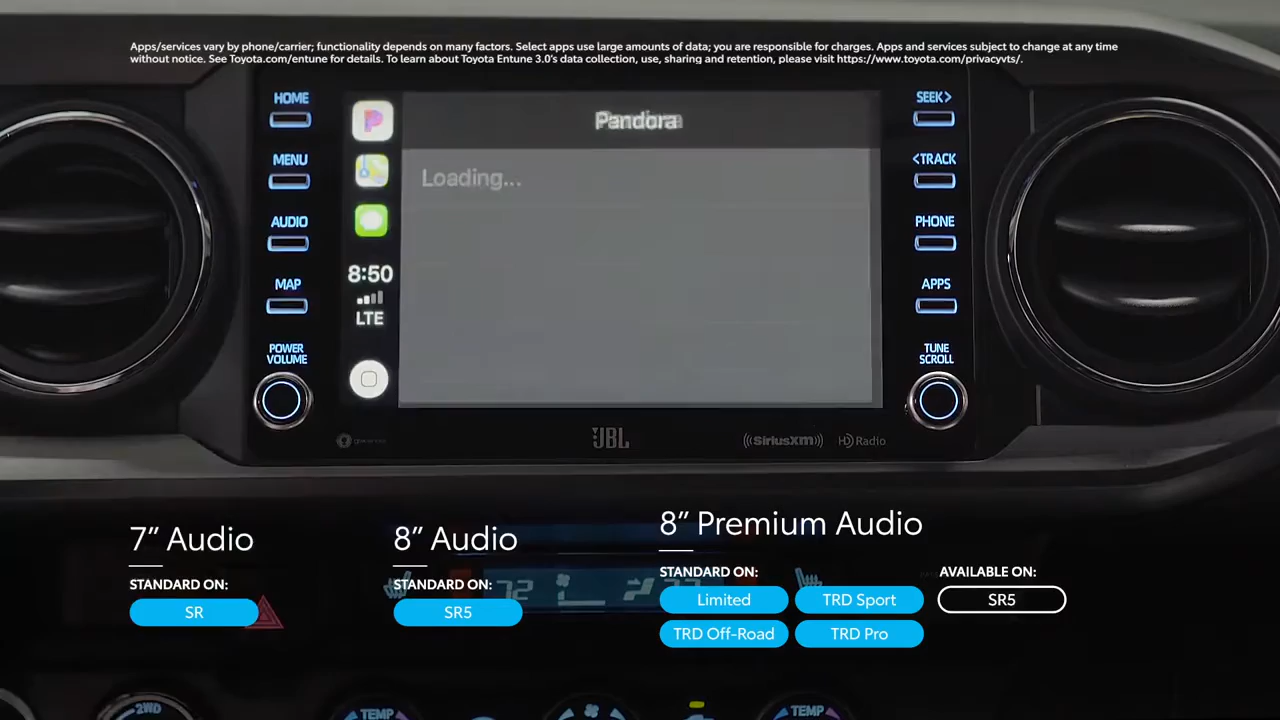 Apps/services vary by phone/carrier; functionality depends on many factors. Select apps use large amounts of data; you are responsible for charges. Apps and services subject to change at any time
without notice. See Toyota.com/entune for details. To learn about Toyota Entune 3.0's data collection, use, sharing and retention, please visit https://www.toyota.com/privacyvts/.
HOME
MENU
AUDIO
MAP
POWER
VOLUME
Pandora
Loading...
8:50
LTE
SEEK>
<TRACK
PHONE
APPS
TUNE
SCROLL
JBL
((SiriusXM))
HD Radio
7” Audio
STANDARD ON:
SR
8” Audio
STANDARD ON:
SR5
8” Premium Audio
STANDARD ON:
Limited
TRD Sport
TRD Off-Road
TRD Pro
AVAILABLE ON:
SR5
72
2WD
TEMP
TEMP